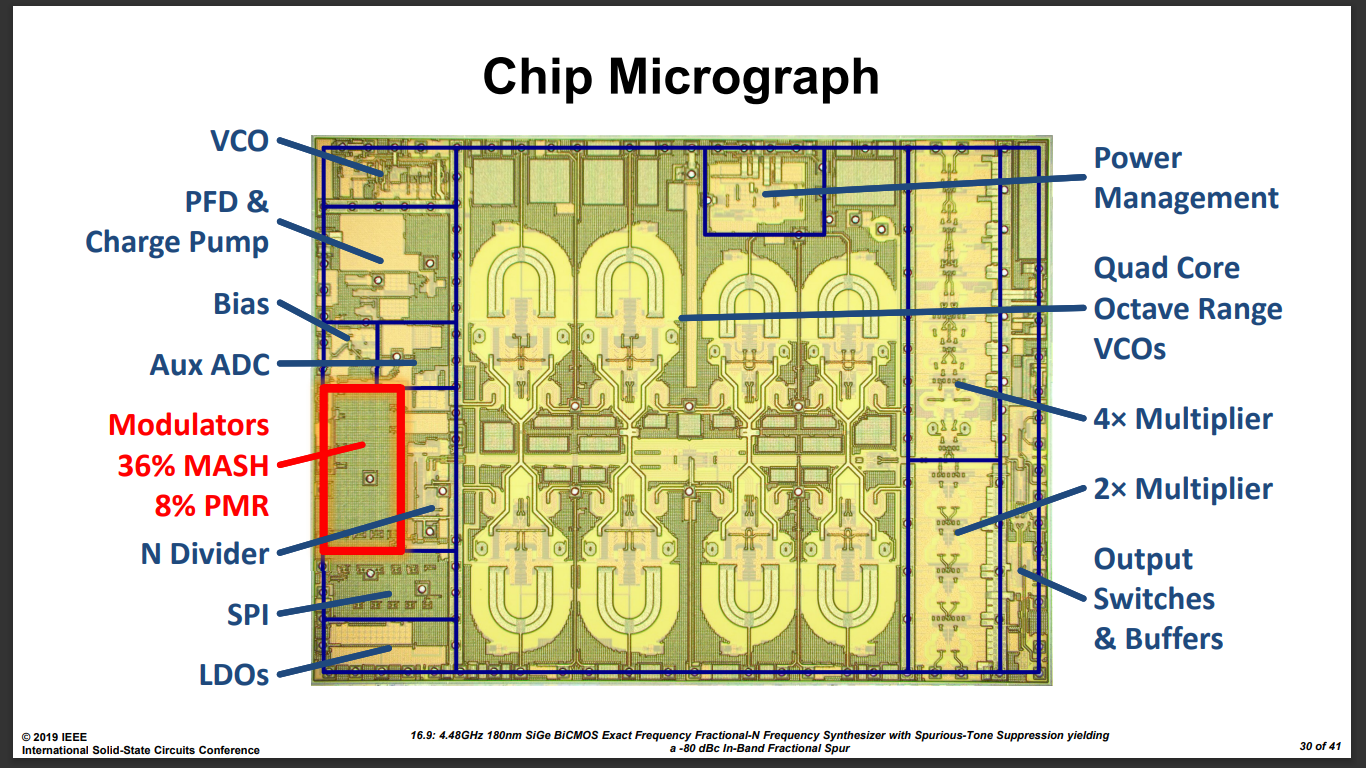 Chip Micrograph
VCO
PFD &
Charge Pump
Bias
Aux ADC
Modulators
36% MASH
8% PMR
N Divider
SPI
LDOs
Power
Management
Quad Core
Octave Range
VCOs
4× Multiplier
2× Multiplier
Output
Switches
& Buffers
© 2019 IEEE
International Solid-State Circuits Conference
16.9: 4.48GHz 180nm SiGe BiCMOS Exact Frequency Fractional-N Frequency Synthesizer with Spurious-Tone Suppression yielding
a -80 dBc In-Band Fractional Spur
30 of 41